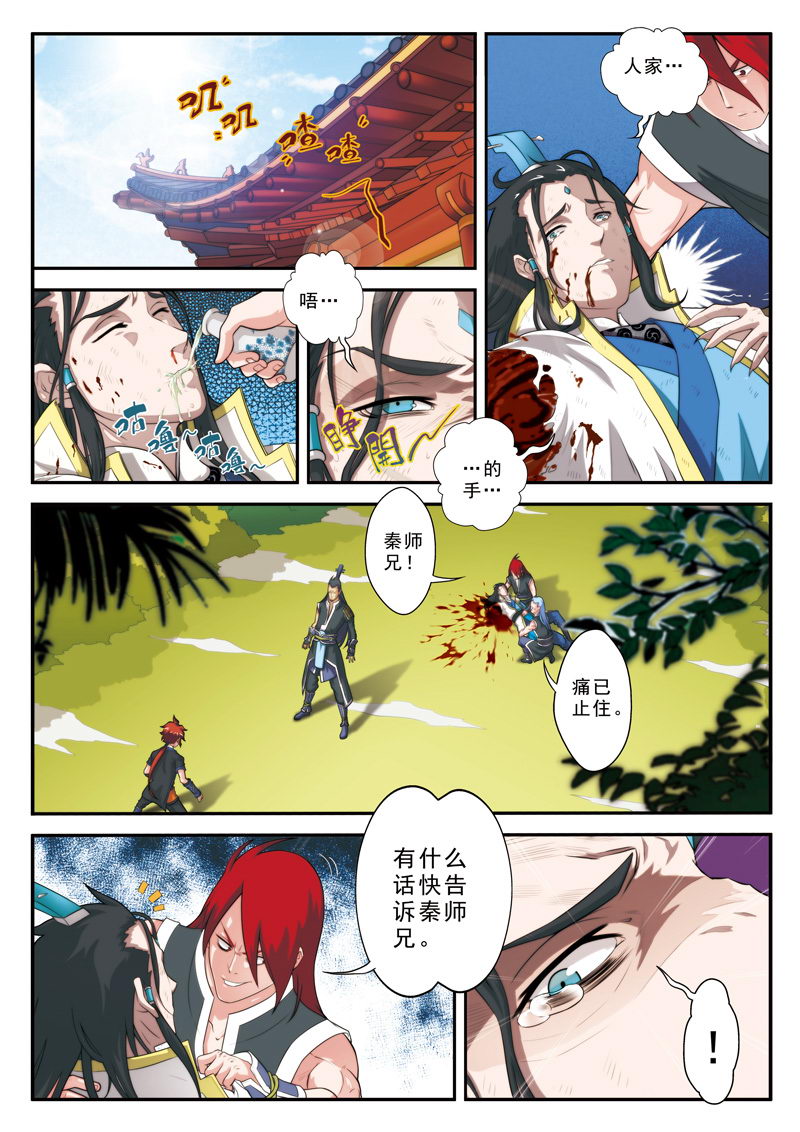 叽
叽
喳
喳
人家…
咕噜~咕噜~
唔…
睁開~
…的
手…
秦师
兄！
痛已
止住。
有什么
话快告
诉秦师
兄。
！